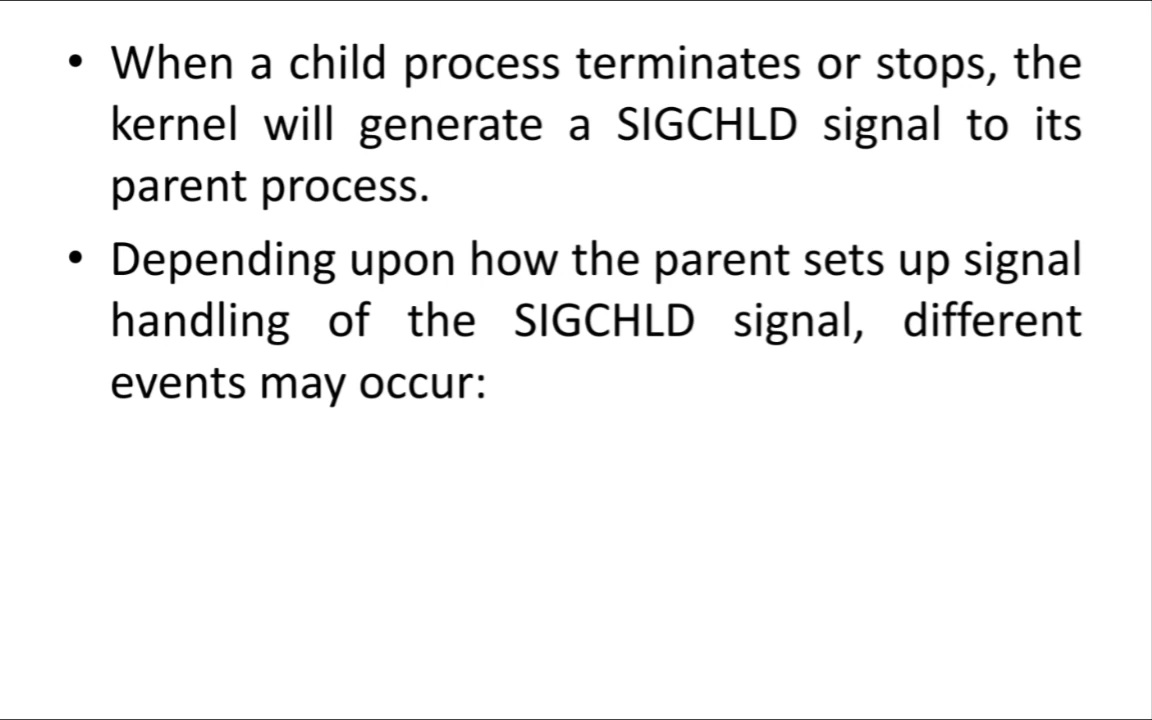 • When a child process terminates or stops, the
kernel will generate a SIGCHLD signal to its
parent process.
• Depending upon how the parent sets up signal
handling of the SIGCHLD signal, different
events may occur: